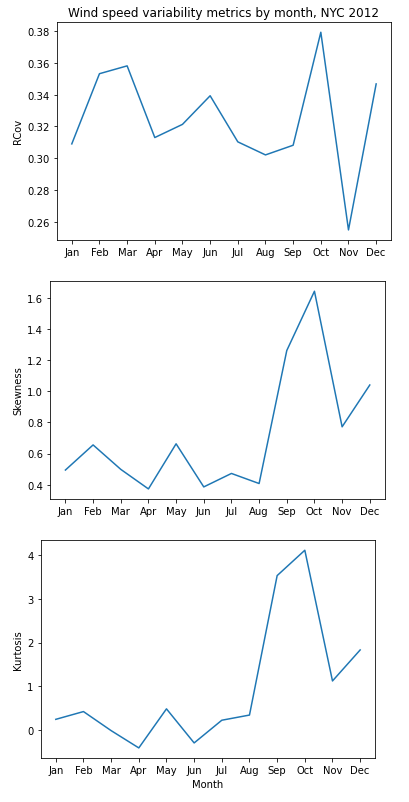 Wind speed variability metrics by month, NYC 2012
0.38
0.36
0.34
0.32
0.30
0.28
0.26
RCov
Jan Feb Mar Apr May Jun Jul Aug Sep Oct Nov Dec
1.6
1.4
1.2
1.0
0.8
0.6
0.4
Skewness
Jan Feb Mar Apr May Jun Jul Aug Sep Oct Nov Dec
4
3
2
1
0
Kurtosis
Jan Feb Mar Apr May Jun Jul Aug Sep Oct Nov Dec
Month